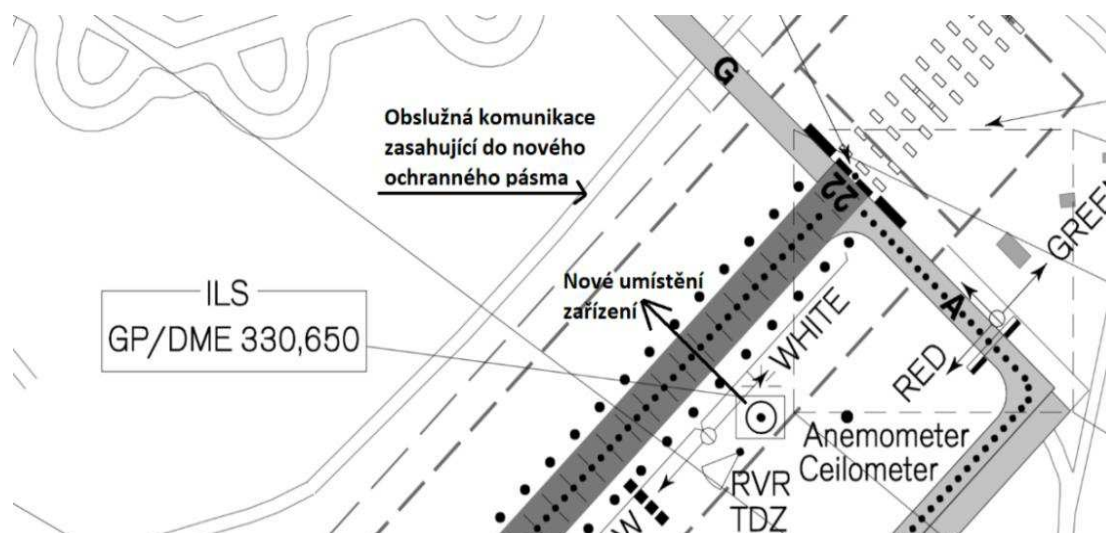 G
Obslužná komunikace
zasahující do nového
ochranného pásma
22
GREEN
Nové umístění
zařízení
ILS
GP/DME 330,650
WHITE
A
RED
Anemometer
Ceilometer
RVR
TDZ
W